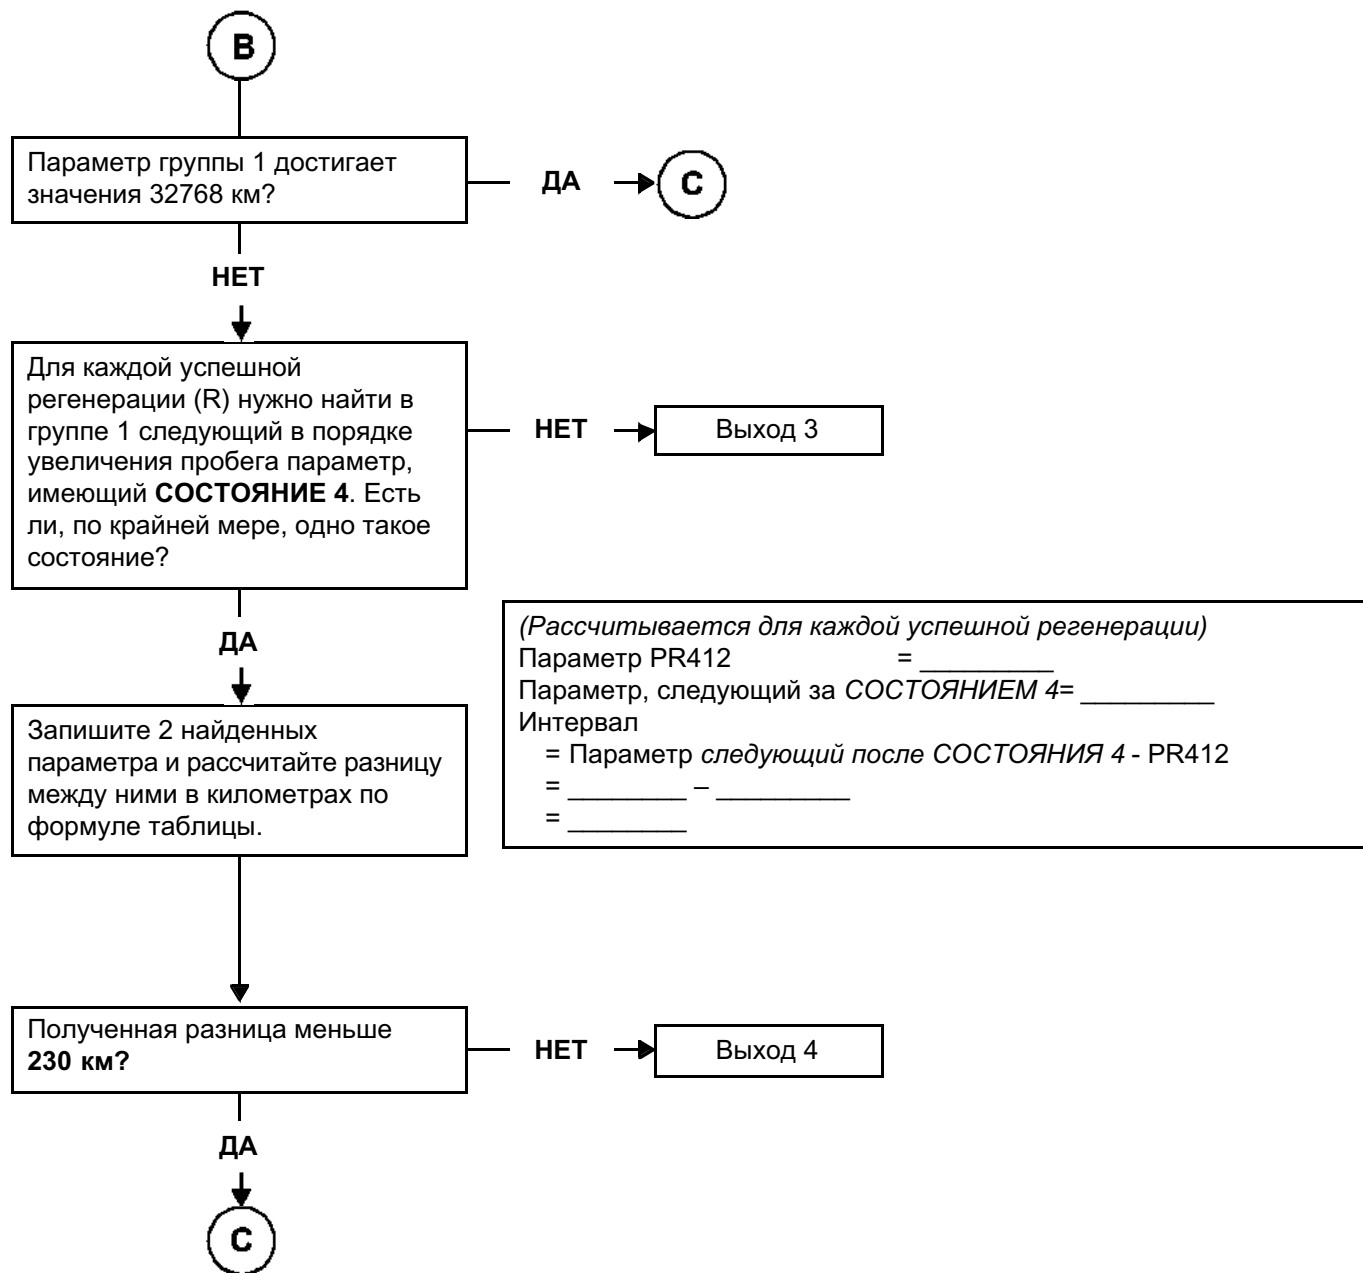 B
Параметр группы 1 достигает
значения 32768 км?
ДА
C
НЕТ
Для каждой успешной
регенерации (R) нужно найти в
группе 1 следующий в порядке
увеличения пробега параметр,
имеющий СОСТОЯНИЕ 4. Есть
ли, по крайней мере, одно такое
состояние?
НЕТ
Выход 3
ДА
(Рассчитывается для каждой успешной регенерации)
Параметр PR412 = _________
Параметр, следующий за СОСТОЯНИЕМ 4= _________
Интервал
= Параметр следующий после СОСТОЯНИЯ 4 - PR412
= ________ – _________
= ________
Запишите 2 найденных
параметра и рассчитайте разницу
между ними в километрах по
формуле таблицы.
Полученная разница меньше
230 км?
НЕТ
Выход 4
ДА
C